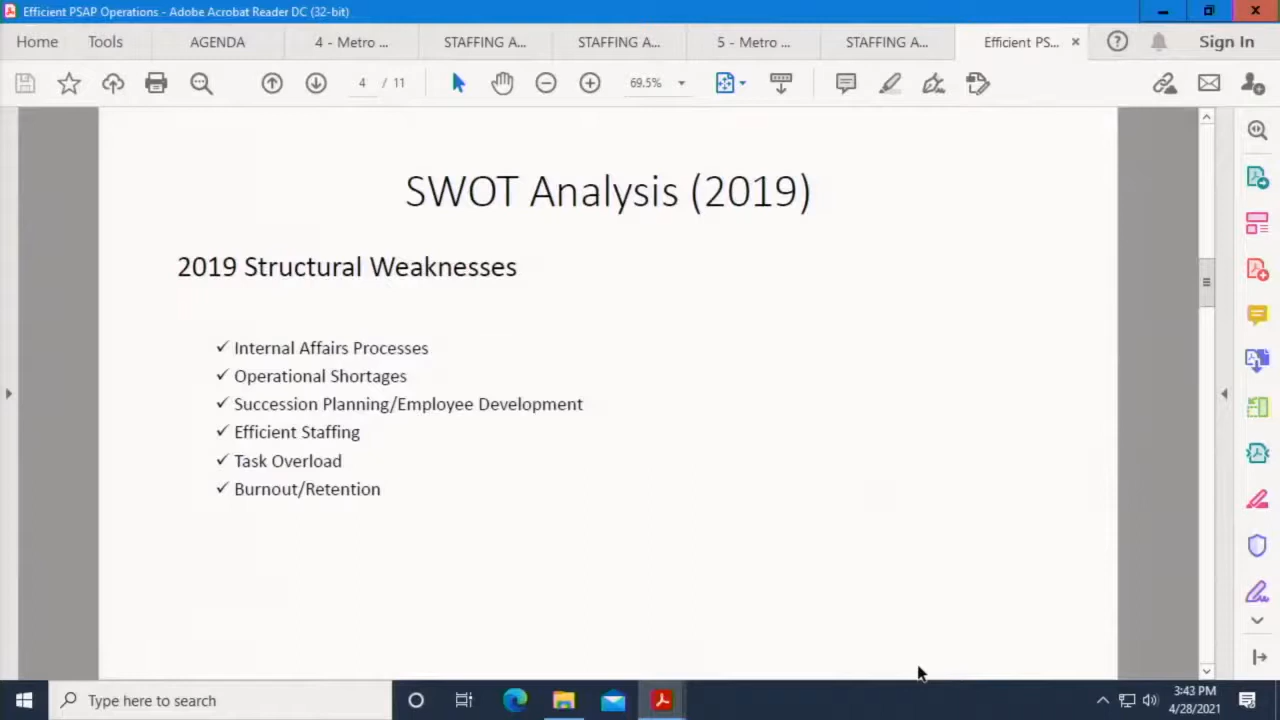 Efficient PSAP Operations - Adobe Acrobat Reader DC (32-bit)
Home Tools AGENDA 4 - Metro ... STAFFING A... STAFFING A... 5 - Metro ... STAFFING A... Efficient PS... Sign In
4 / 11 69.5%
SWOT Analysis (2019)
2019 Structural Weaknesses
✓ Internal Affairs Processes
✓ Operational Shortages
✓ Succession Planning/Employee Development
✓ Efficient Staffing
✓ Task Overload
✓ Burnout/Retention
Type here to search
3:43 PM
4/28/2021